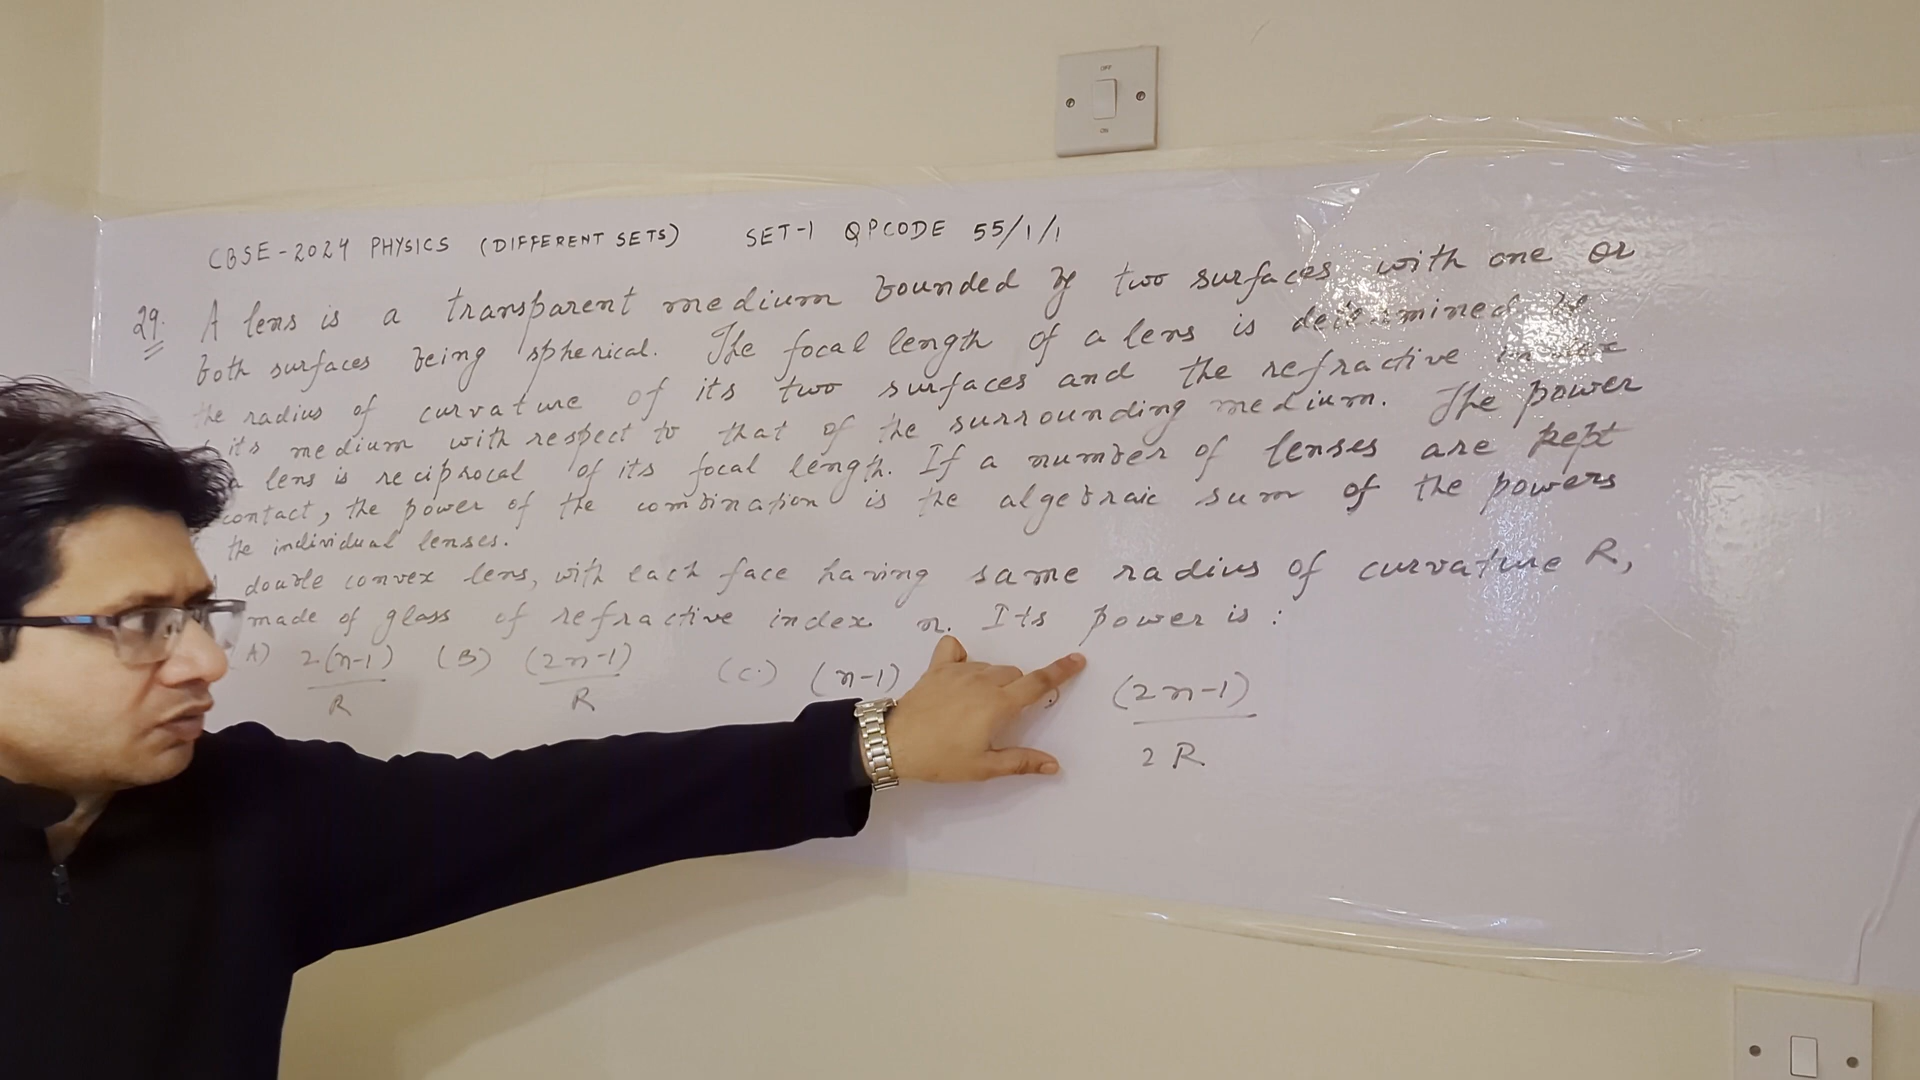 OFF
ON
CBSE-2024 PHYSICS (DIFFERENT SETS) SET-1 QPCODE 55/1/1
29. A lens is a transparent medium bounded by two surfaces with one or
both surfaces being spherical. The focal length of a lens is determined by
the radius of curvature of its two surfaces and the refractive index
its medium with respect to that of the surrounding medium. The power
lens is reciprocal of its focal length. If a number of lenses are kept
contact, the power of the combination is the algebraic sum of the powers
the individual lenses.
double convex lens, with each face having same radius of curvature R,
made of glass of refractive index n. Its power is :
(A) 2(n-1)/R (B) (2n-1)/R (C.) (n-1) (2n-1)/2R